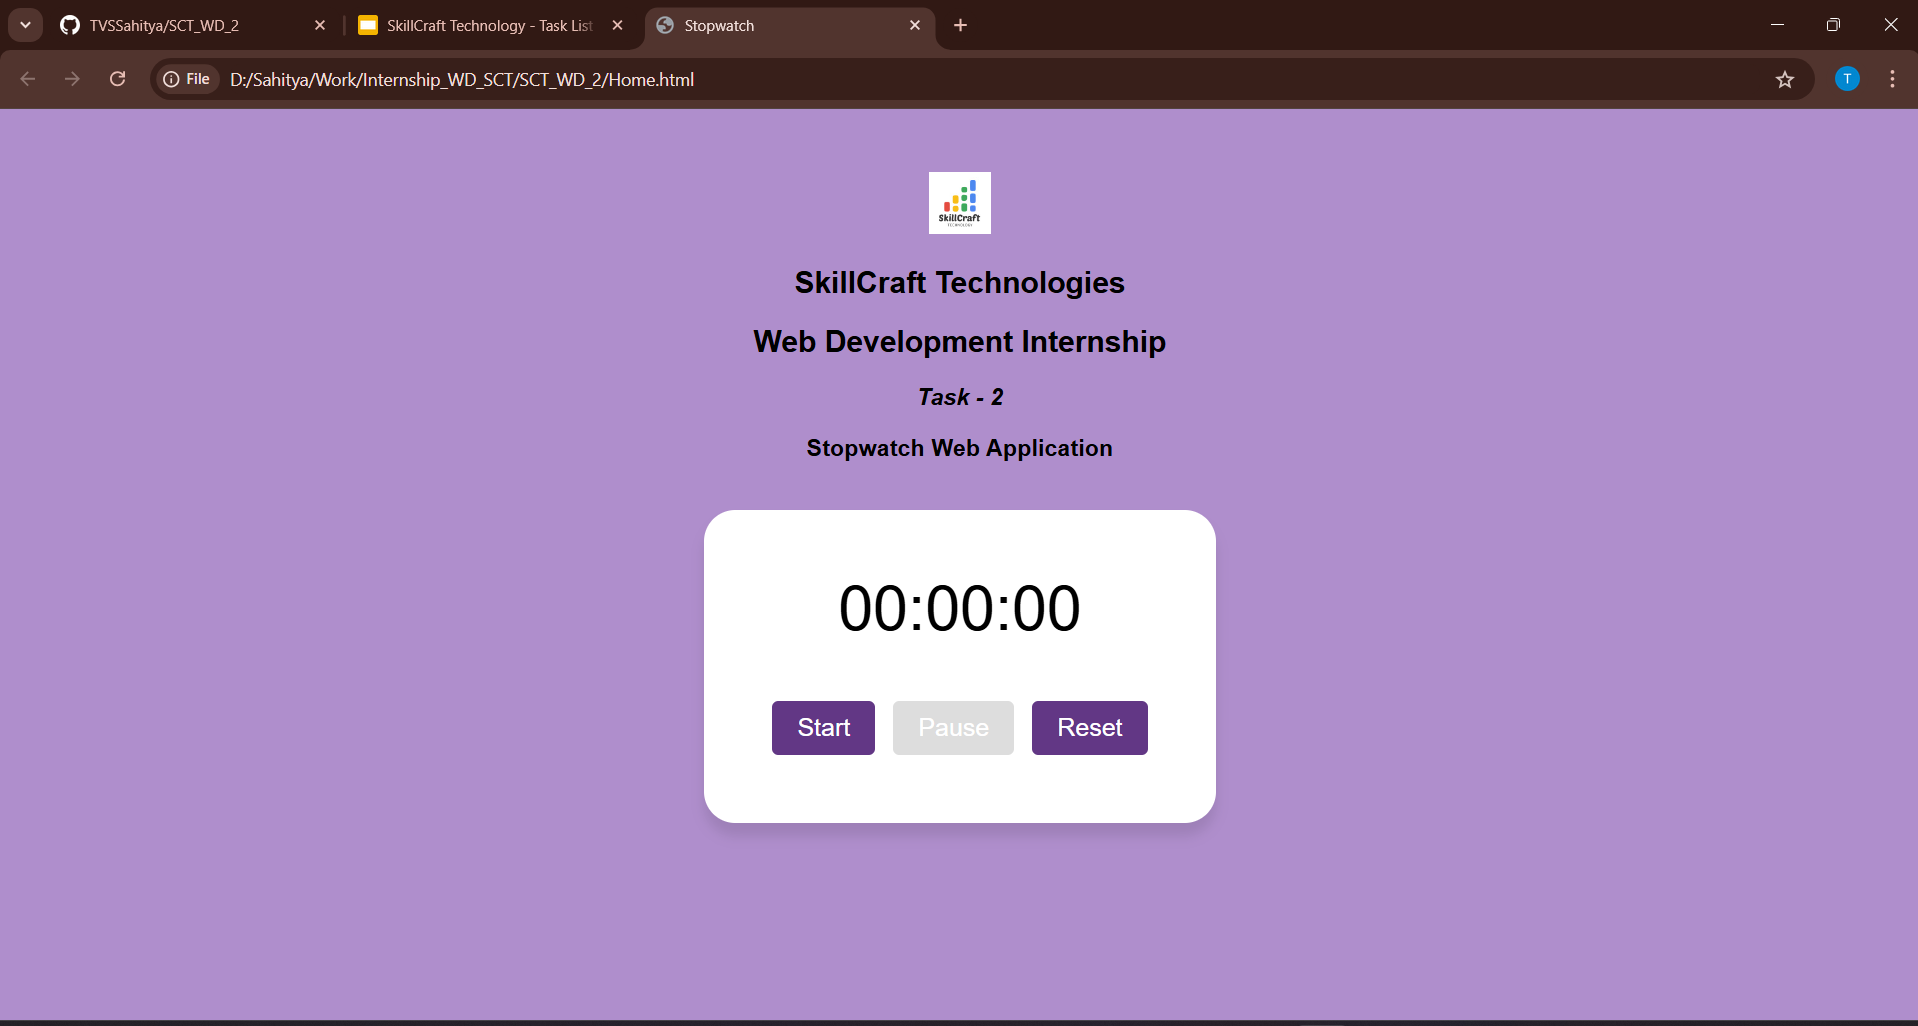 TVSSahitya/SCT_WD_2
SkillCraft Technology - Task List
Stopwatch
File
D:/Sahitya/Work/Internship_WD_SCT/SCT_WD_2/Home.html
T
SkillCraft
TECHNOLOGY
SkillCraft Technologies
Web Development Internship
Task - 2
Stopwatch Web Application
00:00:00
Start Pause Reset